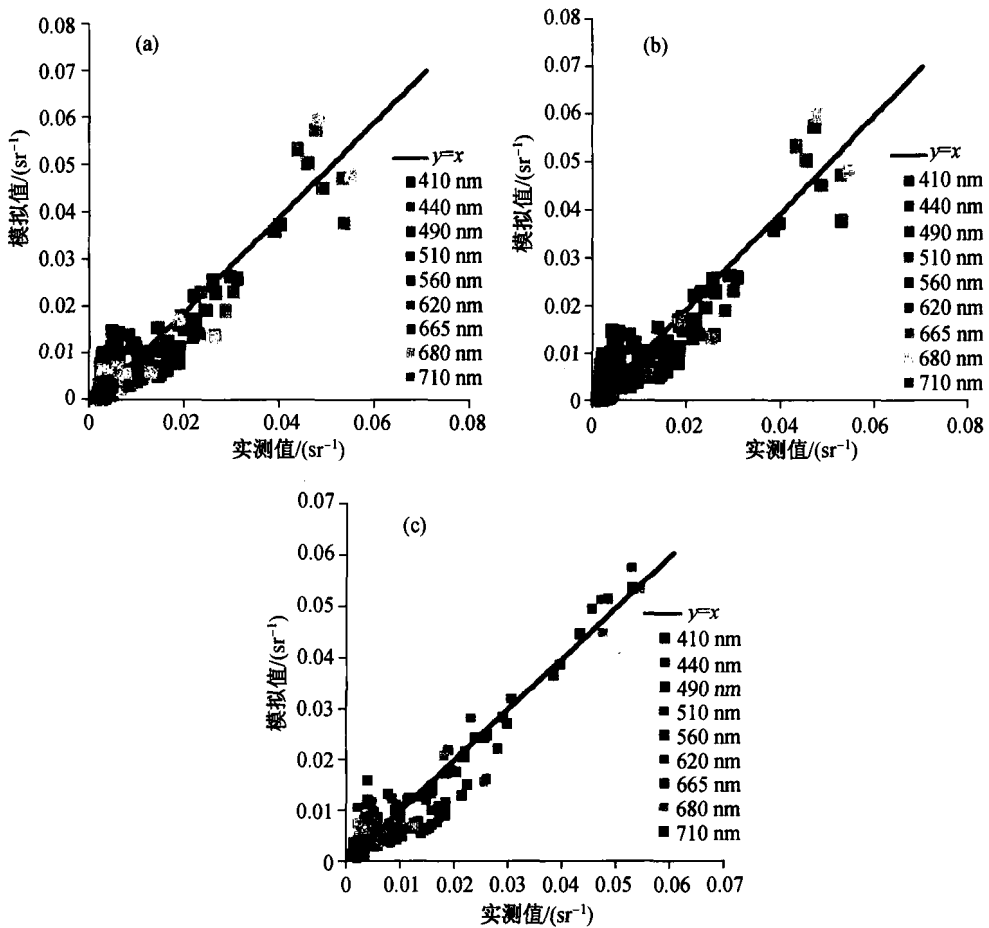 (a)
0.08
0.07
0.06
0.05
0.04
0.03
0.02
0.01
0
模拟值/(sr⁻¹)
y=x
410 nm
440 nm
490 nm
510 nm
560 nm
620 nm
665 nm
680 nm
710 nm
0
0.02
0.04
0.06
0.08
实测值/(sr⁻¹)
(b)
0.08
0.07
0.06
0.05
0.04
0.03
0.02
0.01
0
模拟值/(sr⁻¹)
y=x
410 nm
440 nm
490 nm
510 nm
560 nm
620 nm
665 nm
680 nm
710 nm
0
0.02
0.04
0.06
0.08
实测值/(sr⁻¹)
(c)
0.07
0.06
0.05
0.04
0.03
0.02
0.01
0
模拟值/(sr⁻¹)
y=x
410 nm
440 nm
490 nm
510 nm
560 nm
620 nm
665 nm
680 nm
710 nm
0
0.01
0.02
0.03
0.04
0.05
0.06
0.07
实测值/(sr⁻¹)